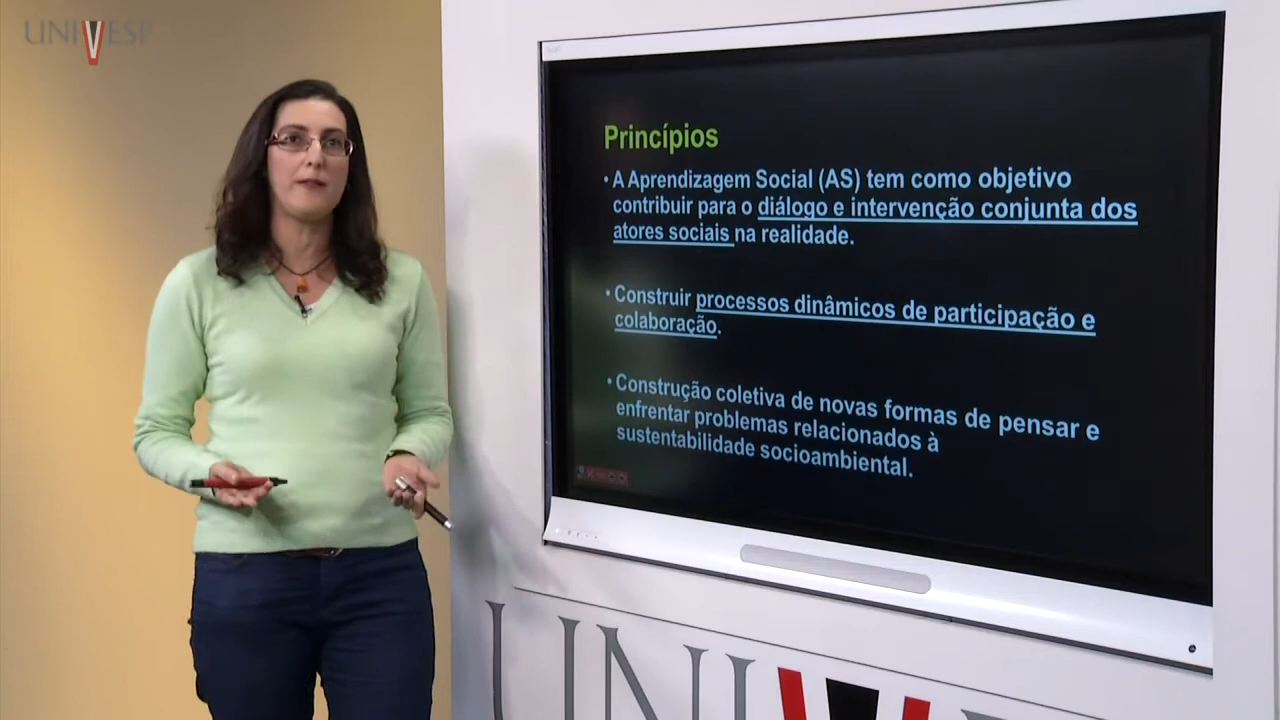 UNIVESP
Princípios
• A Aprendizagem Social (AS) tem como objetivo
contribuir para o diálogo e intervenção conjunta dos
atores sociais na realidade.
• Construir processos dinâmicos de participação e
colaboração.
• Construção coletiva de novas formas de pensar e
enfrentar problemas relacionados à
sustentabilidade socioambiental.
UNIVE